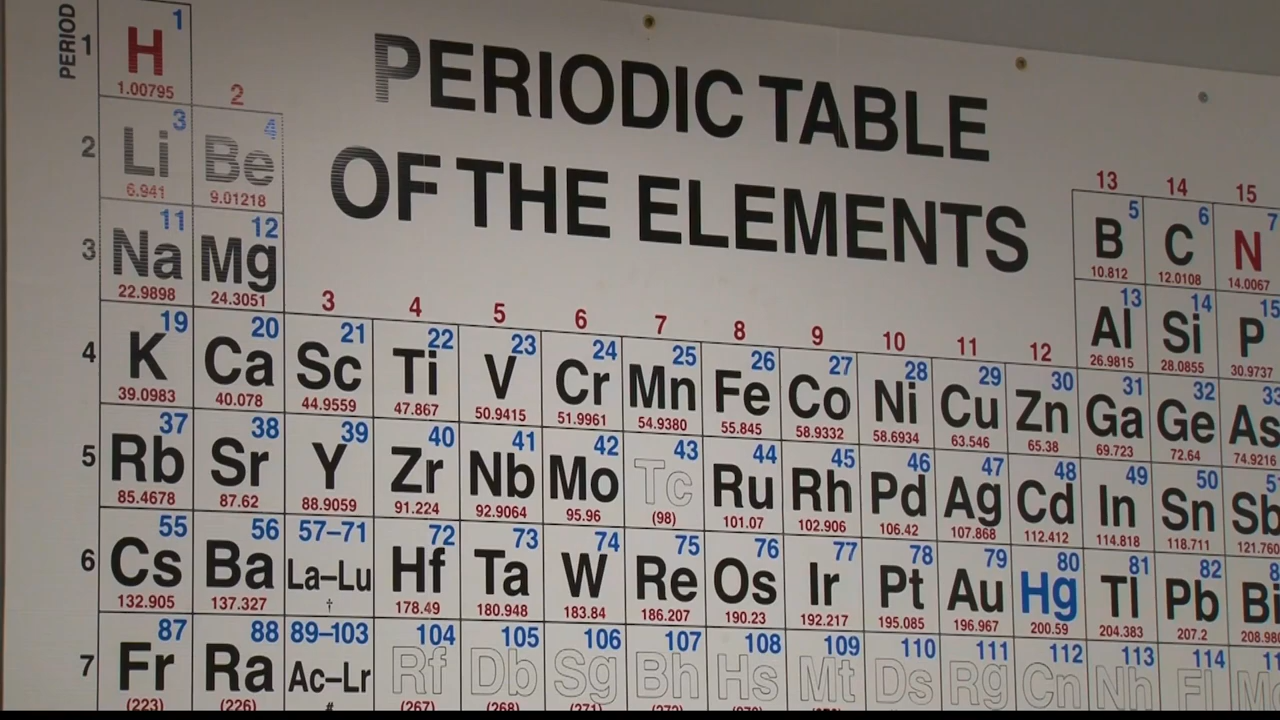 PERIOD
PERIODIC TABLE
OF THE ELEMENTS
1
1
H
1.00795
2
2
3
Li
6.941
4
Be
9.01218
13 14 15
5
B
10.812
6
C
12.0108
7
N
14.0067
3
11
Na
22.9898
12
Mg
24.3051
3 4 5 6 7 8 9 10 11 12
13
Al
26.9815
14
Si
28.0855
15
P
30.9737
4
19
K
39.0983
20
Ca
40.078
21
Sc
44.9559
22
Ti
47.867
23
V
50.9415
24
Cr
51.9961
25
Mn
54.9380
26
Fe
55.845
27
Co
58.9332
28
Ni
58.6934
29
Cu
63.546
30
Zn
65.38
31
Ga
69.723
32
Ge
72.64
33
As
74.9216
5
37
Rb
85.4678
38
Sr
87.62
39
Y
88.9059
40
Zr
91.224
41
Nb
92.9064
42
Mo
95.96
43
Tc
(98)
44
Ru
101.07
45
Rh
102.906
46
Pd
106.42
47
Ag
107.868
48
Cd
112.412
49
In
114.818
50
Sn
118.711
Sb
121.760
6
55
Cs
132.905
56
Ba
137.327
57–71
La–Lu
†
72
Hf
178.49
73
Ta
180.948
74
W
183.84
75
Re
186.207
76
Os
190.23
77
Ir
192.217
78
Pt
195.085
79
Au
196.967
80
Hg
200.59
81
Tl
204.383
82
Pb
207.2
Bi
7
87
Fr
(223)
88
Ra
(226)
89–103
Ac–Lr
104
Rf
(267)
105
Db
(268)
106
Sg
(271)
107
Bh
108
Hs
109
Mt
110
Ds
111
Rg
112
Cn
113
Nh
114
Fl